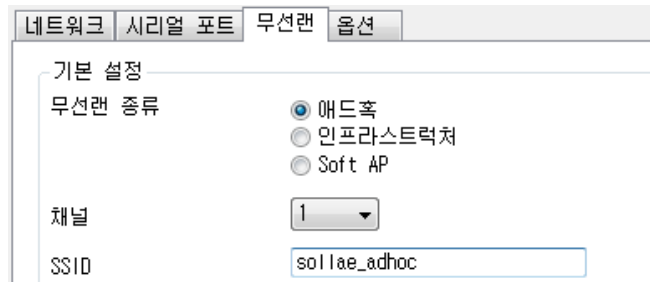 네트워크 시리얼 포트 무선랜 옵션
기본 설정
무선랜 종류 애드혹
인프라스트럭쳐
Soft AP
채널 1
SSID sollae_adhoc